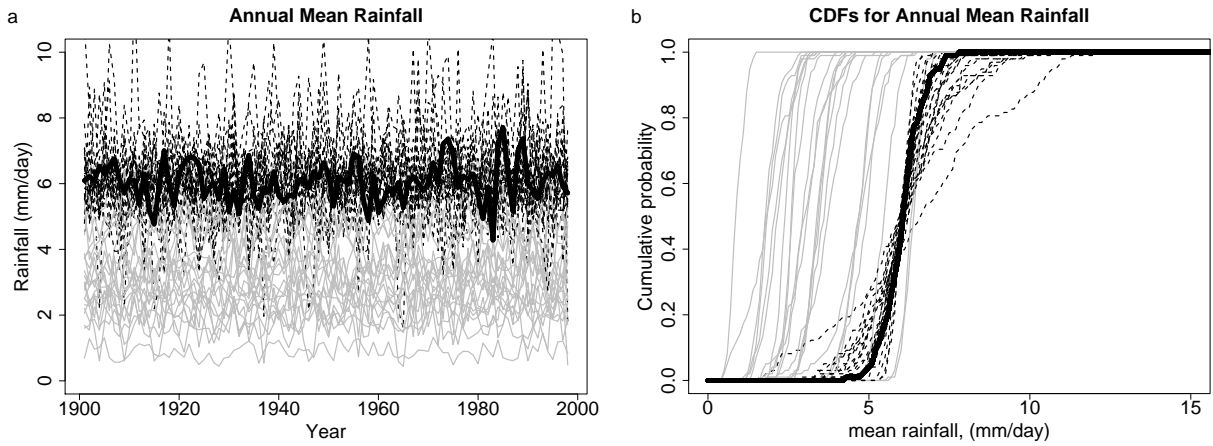 a
Annual Mean Rainfall
Rainfall (mm/day)
10
8
6
4
2
0
1900 1920 1940 1960 1980 2000
Year
b
CDFs for Annual Mean Rainfall
Cumulative probability
1.0
0.8
0.6
0.4
0.2
0.0
0 5 10 15
mean rainfall, (mm/day)